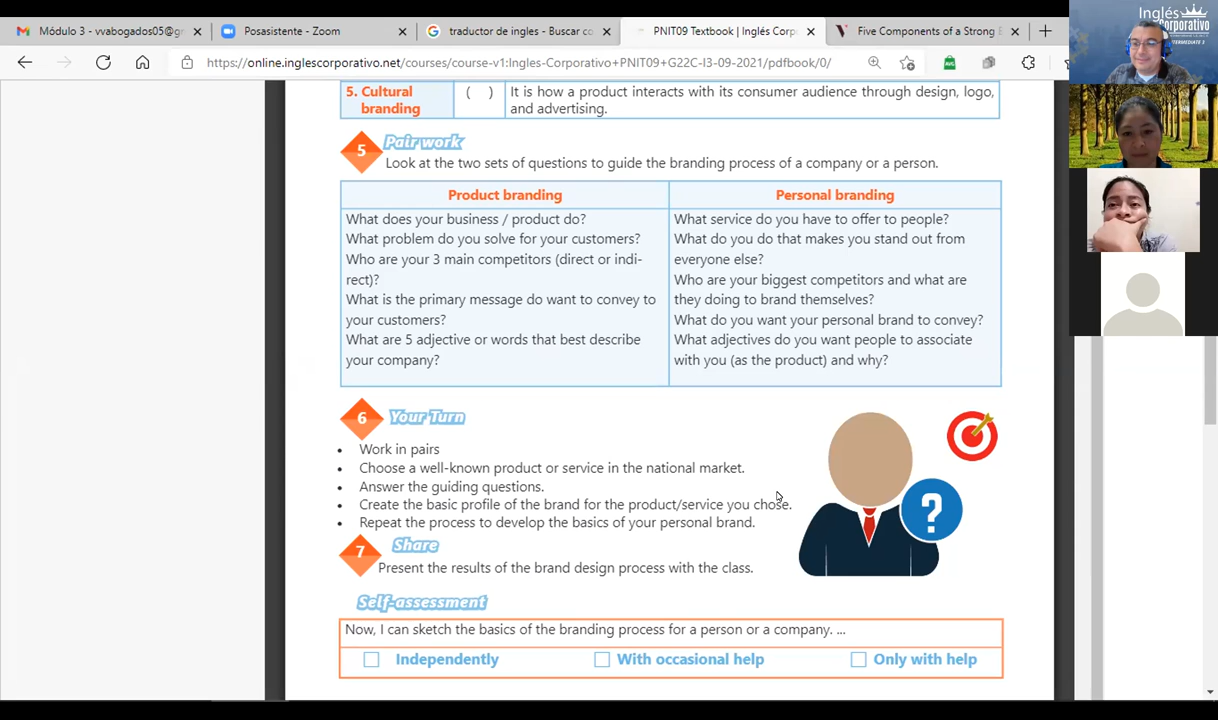 Módulo 3 - vvabogados05@gr
Posasistente - Zoom
traductor de ingles - Buscar co
PNIT09 Textbook | Inglés Corpo
Five Components of a Strong
https://online.inglescorporativo.net/courses/course-v1:Ingles-Corporativo+PNIT09+G22C-I3-09-2021/pdfbook/0/
Inglés
Corporativo
INTERMEDIATE 3
5. Cultural
branding
( )
It is how a product interacts with its consumer audience through design, logo,
and advertising.
5
Pair work
Look at the two sets of questions to guide the branding process of a company or a person.
Product branding
What does your business / product do?
What problem do you solve for your customers?
Who are your 3 main competitors (direct or indi-
rect)?
What is the primary message do want to convey to
your customers?
What are 5 adjective or words that best describe
your company?
Personal branding
What service do you have to offer to people?
What do you do that makes you stand out from
everyone else?
Who are your biggest competitors and what are
they doing to brand themselves?
What do you want your personal brand to convey?
What adjectives do you want people to associate
with you (as the product) and why?
6
Your Turn
• Work in pairs
• Choose a well-known product or service in the national market.
• Answer the guiding questions.
• Create the basic profile of the brand for the product/service you chose.
• Repeat the process to develop the basics of your personal brand.
?
7
Share
Present the results of the brand design process with the class.
Self-assessment
Now, I can sketch the basics of the branding process for a person or a company. ...
Independently
With occasional help
Only with help